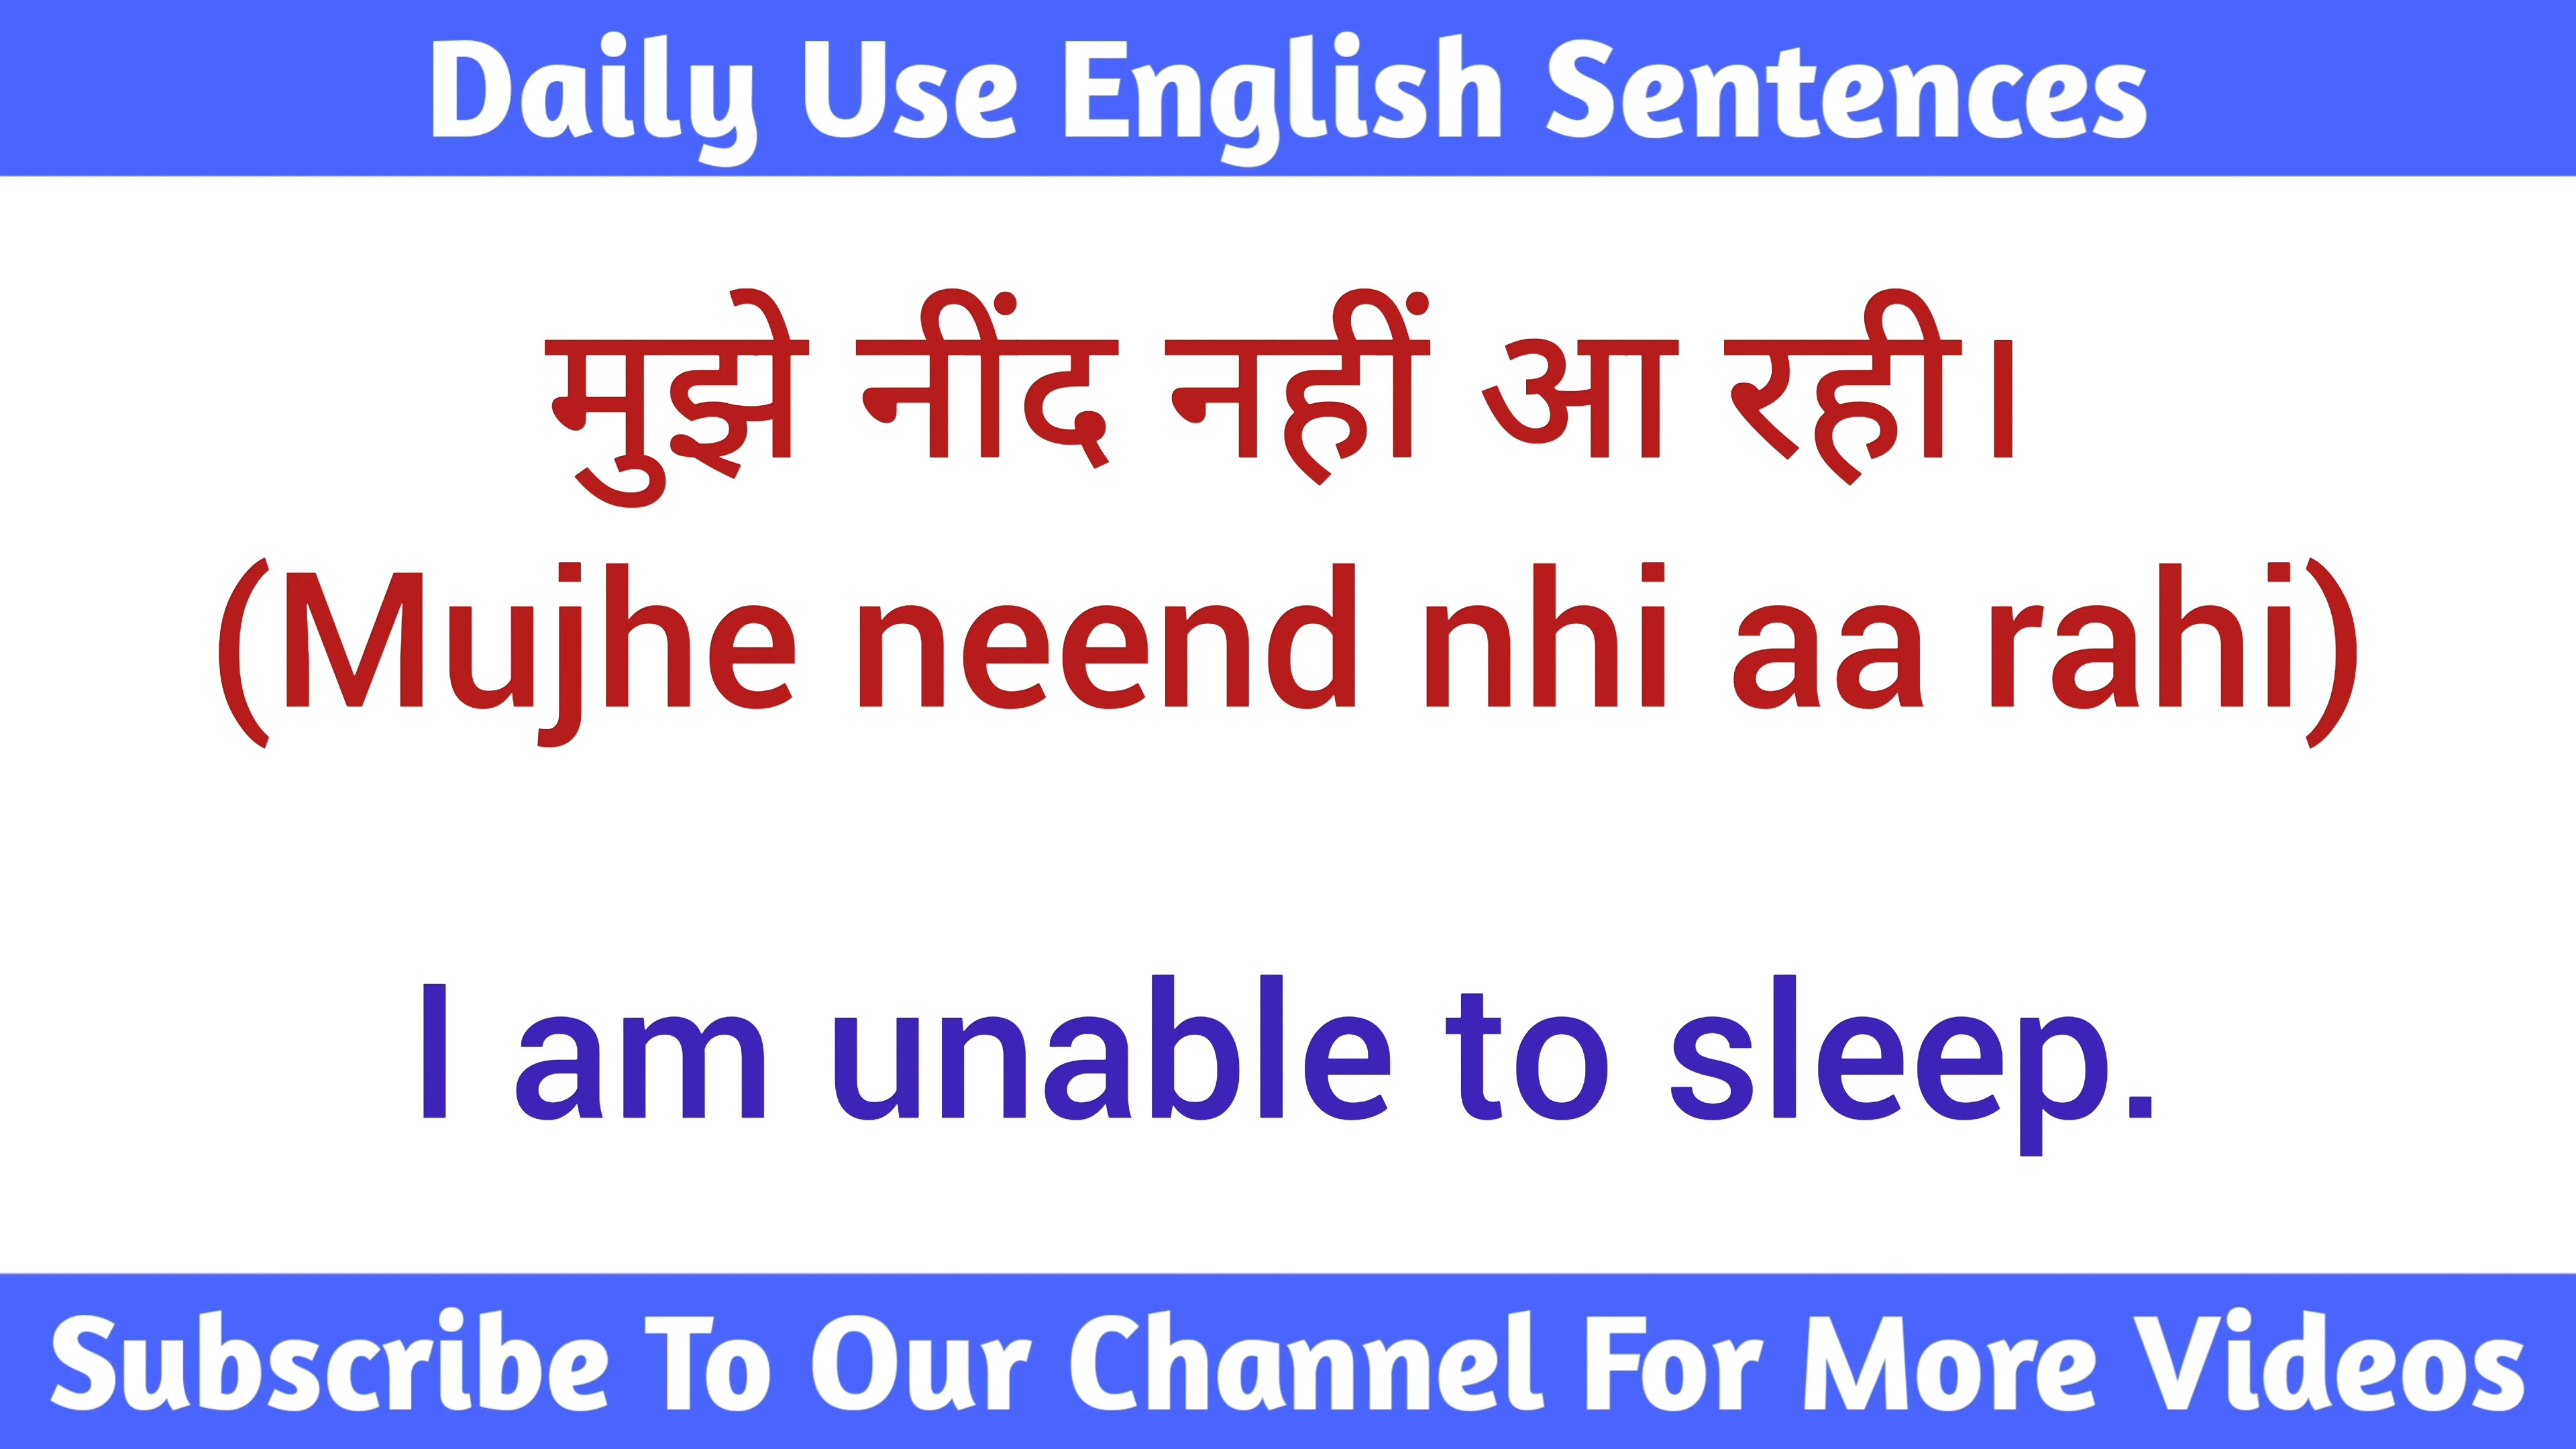 Daily Use English Sentences
मुझे नींद नहीं आ रही।
(Mujhe neend nhi aa rahi)
I am unable to sleep.
Subscribe To Our Channel For More Videos